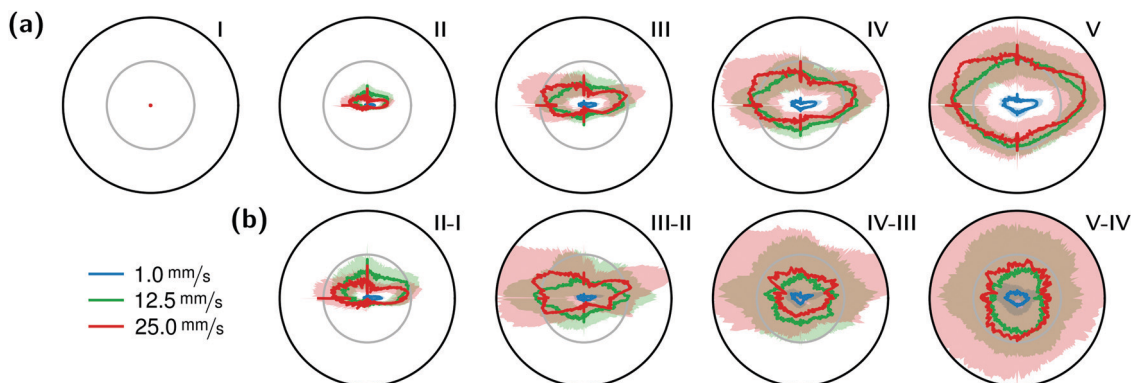 (a)
I
II
III
IV
V
(b)
II-I
III-II
IV-III
V-IV
1.0 mm/s
12.5 mm/s
25.0 mm/s